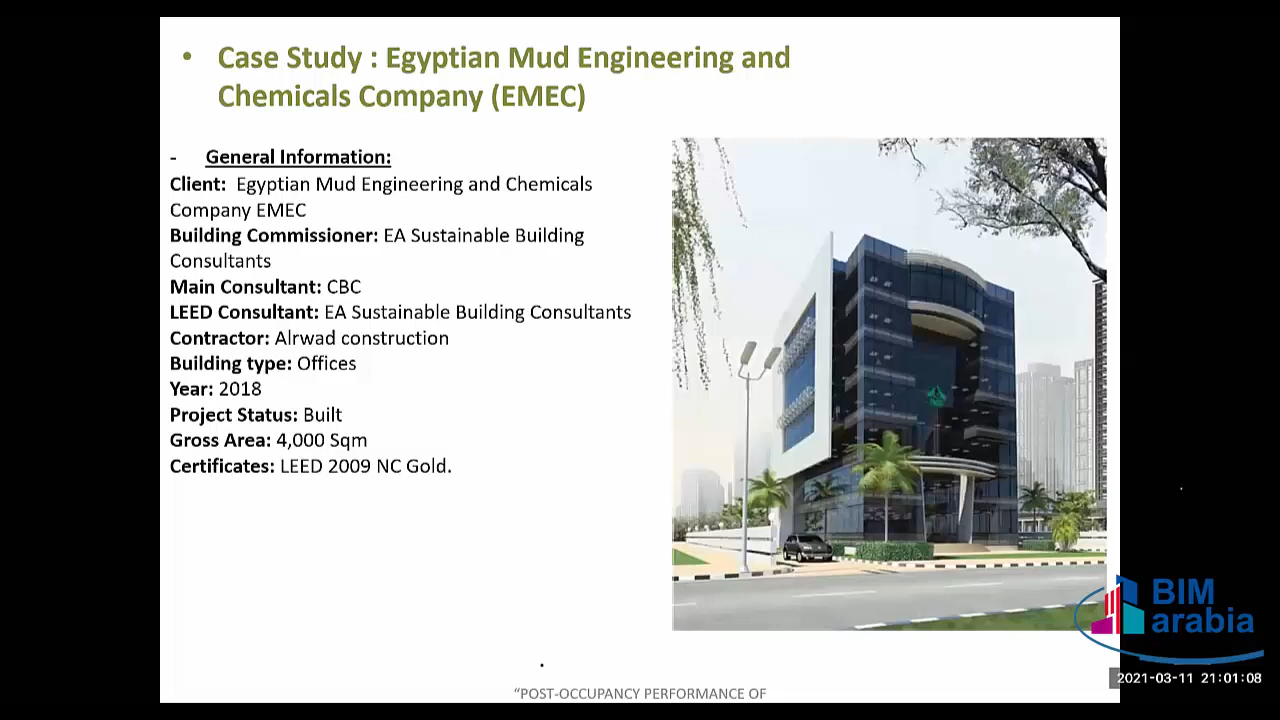 • Case Study : Egyptian Mud Engineering and
Chemicals Company (EMEC)
- General Information:
Client: Egyptian Mud Engineering and Chemicals
Company EMEC
Building Commissioner: EA Sustainable Building
Consultants
Main Consultant: CBC
LEED Consultant: EA Sustainable Building Consultants
Contractor: Alrwad construction
Building type: Offices
Year: 2018
Project Status: Built
Gross Area: 4,000 Sqm
Certificates: LEED 2009 NC Gold.
BIM
arabia
2021-03-11 21:01:08
“POST-OCCUPANCY PERFORMANCE OF